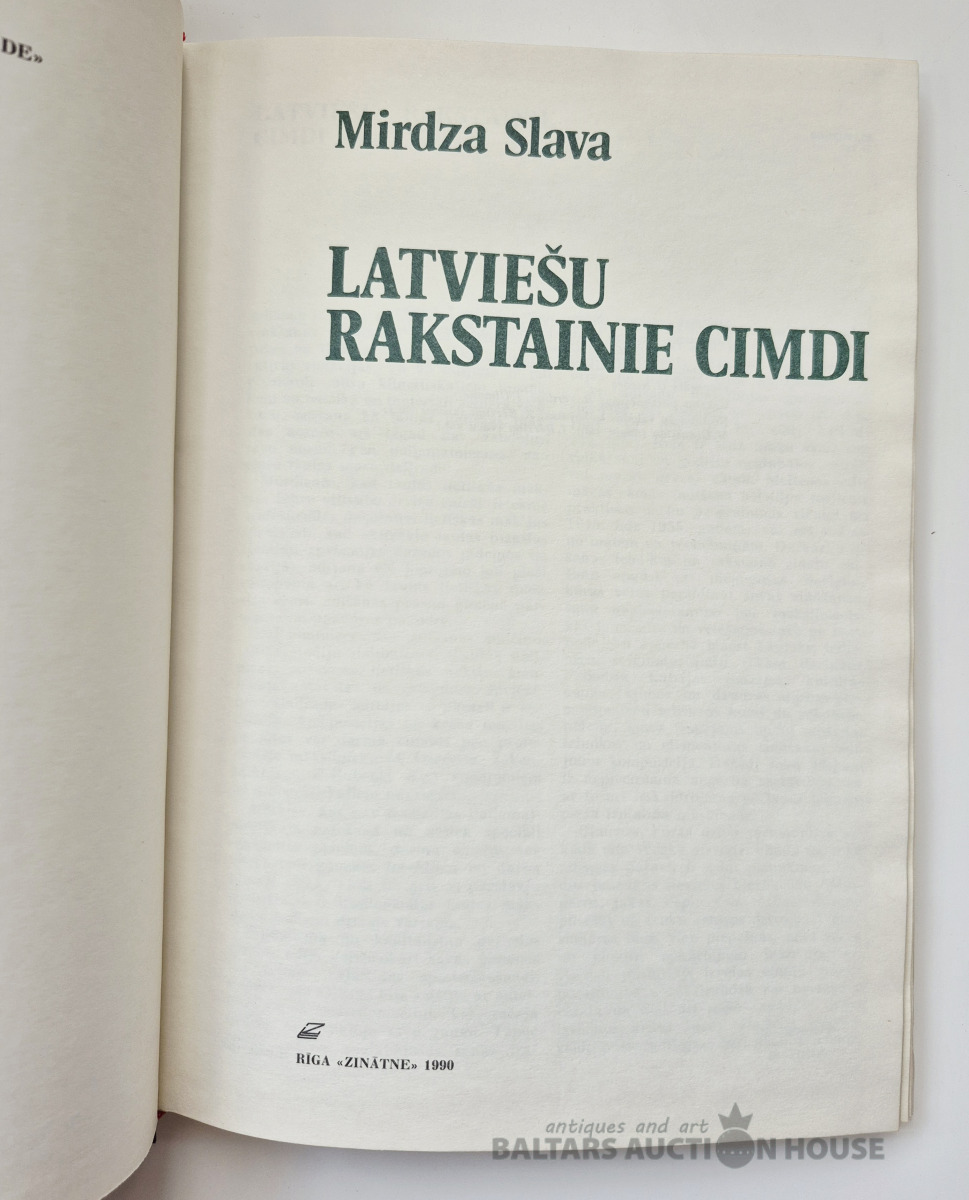 DE»
Mirdza Slava
LATVIEŠU
RAKSTAINIE CIMDI
RĪGA «ZINĀTNE» 1990
antiques and art
BALTARS AUCTION HOUSE